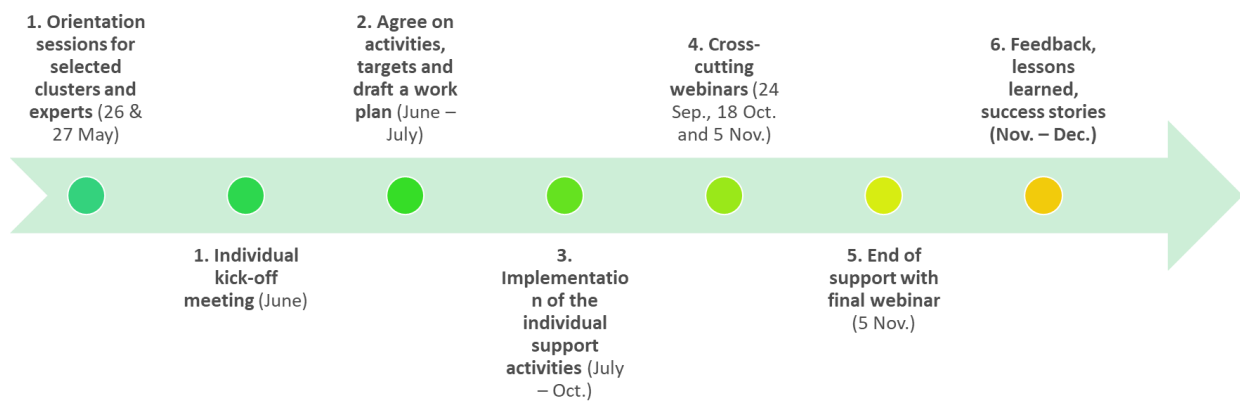 1. Orientation
sessions for
selected
clusters and
experts (26 &
27 May)
1. Individual
kick-off
meeting (June)
2. Agree on
activities,
targets and
draft a work
plan (June –
July)
3.
Implementatio
n of the
individual
support
activities (July
– Oct.)
4. Cross-
cutting
webinars (24
Sep., 18 Oct.
and 5 Nov.)
5. End of
support with
final webinar
(5 Nov.)
6. Feedback,
lessons
learned,
success stories
(Nov. – Dec.)